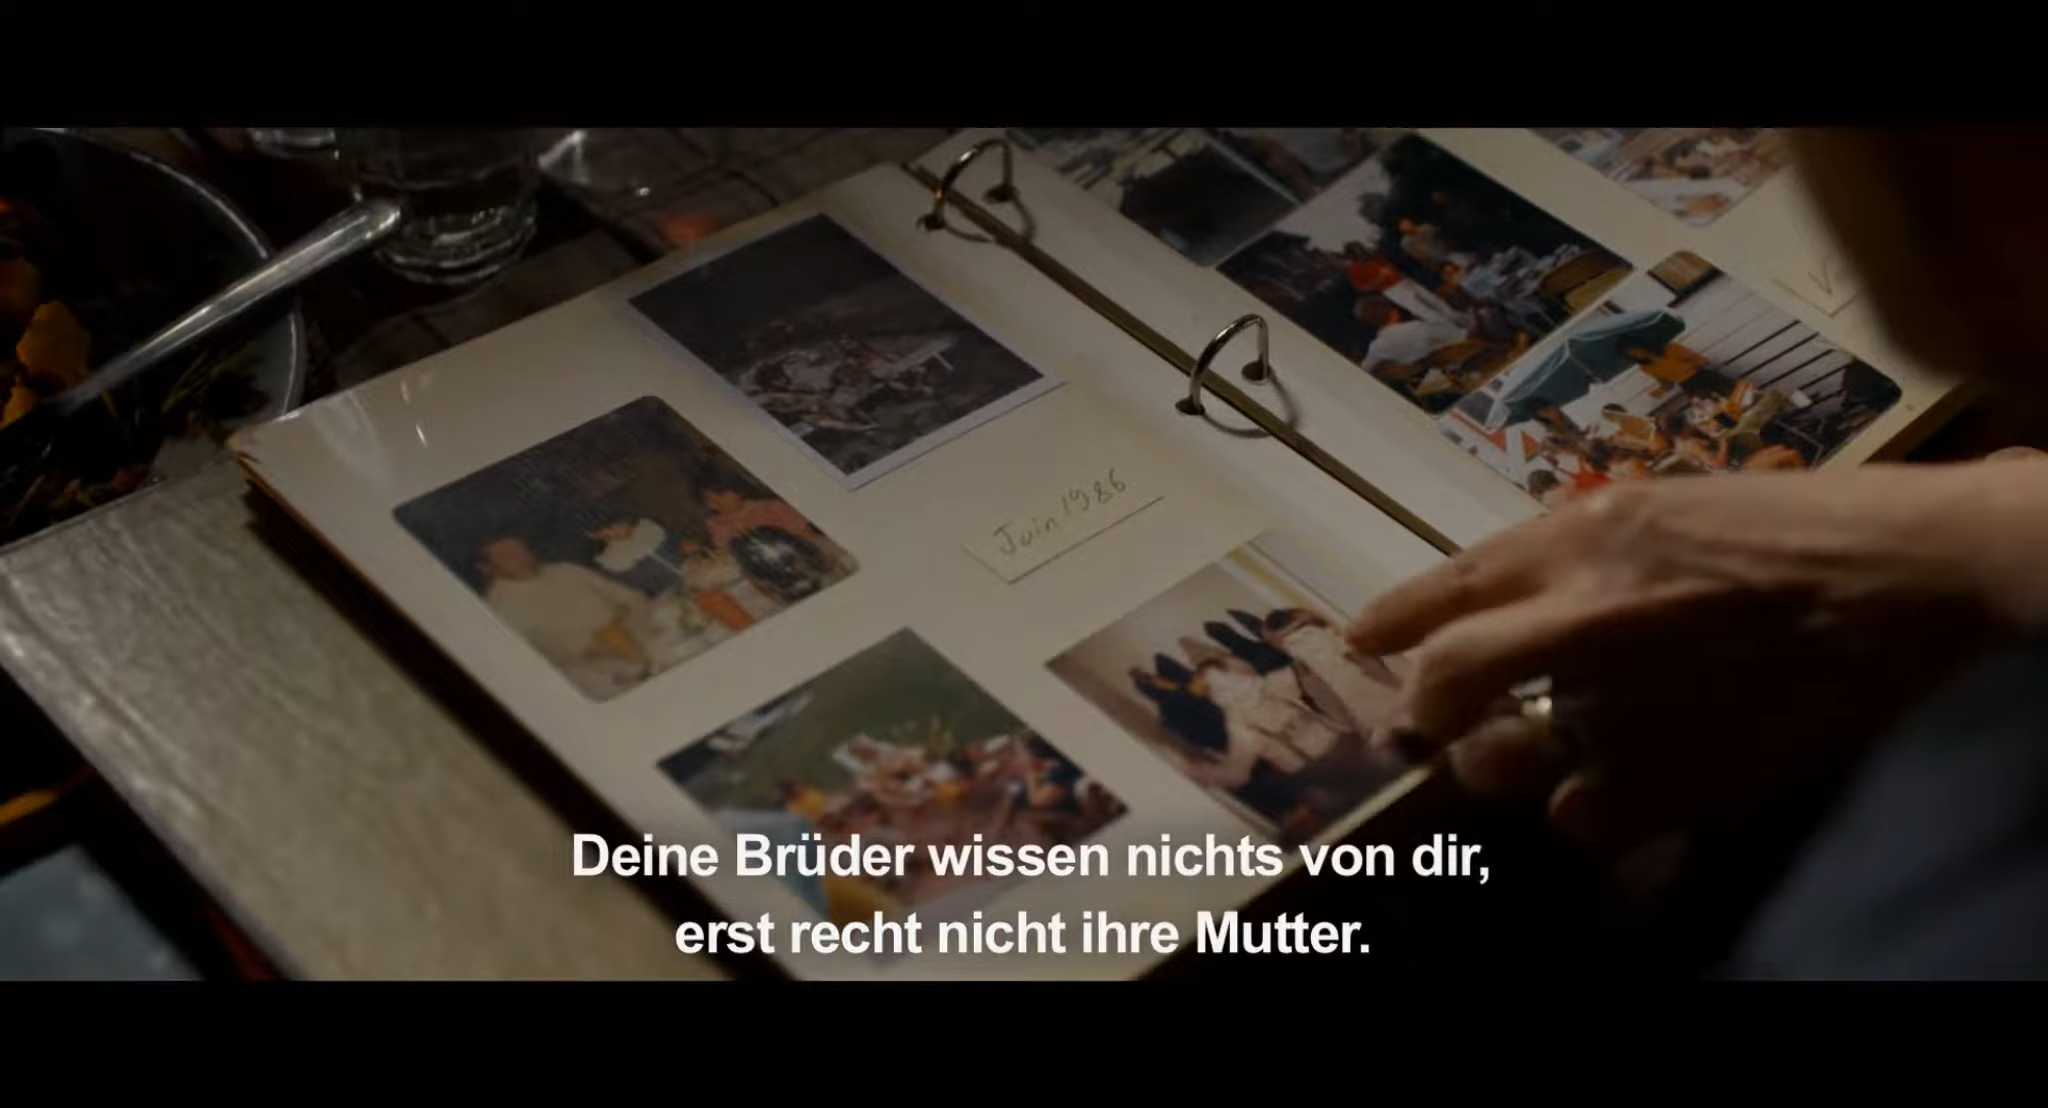 Juin 1986
Deine Brüder wissen nichts von dir,
erst recht nicht ihre Mutter.